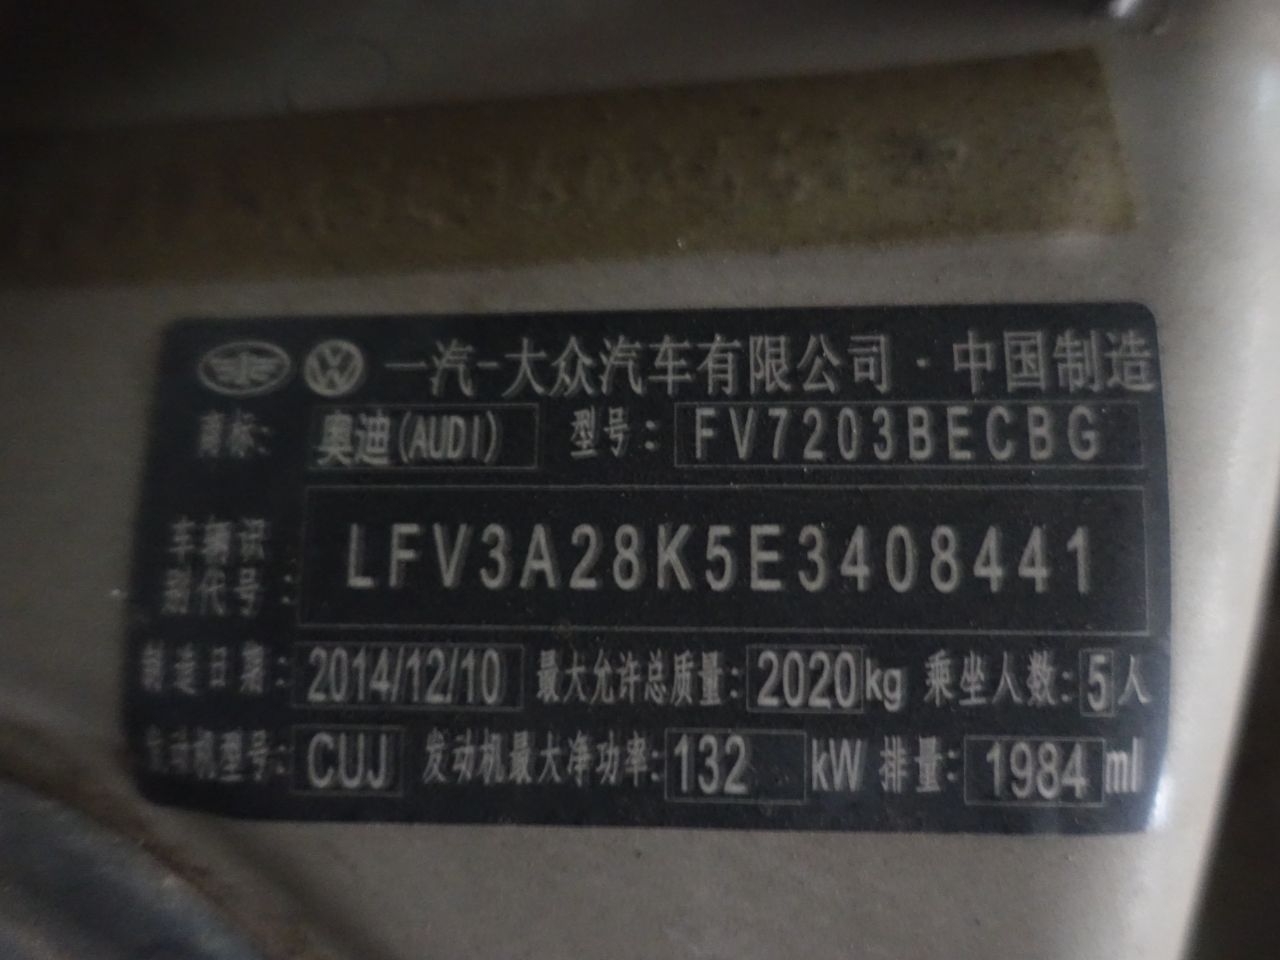 一汽-大众汽车有限公司·中国制造
商标: 奥迪(AUDI) 型号: FV7203BECBG
车辆识别代号: LFV3A28K5E3408441
制造日期: 2014/12/10 最大允许总质量: 2020kg 乘坐人数: 5人
发动机型号: CUJ 发动机最大净功率: 132 kW 排量: 1984 ml